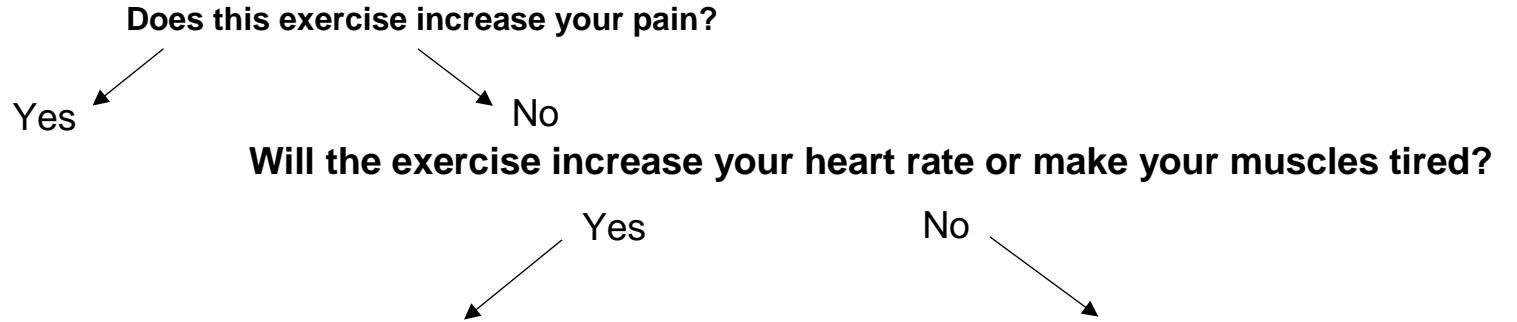 Does this exercise increase your pain?
Yes
No
Will the exercise increase your heart rate or make your muscles tired?
Yes
No